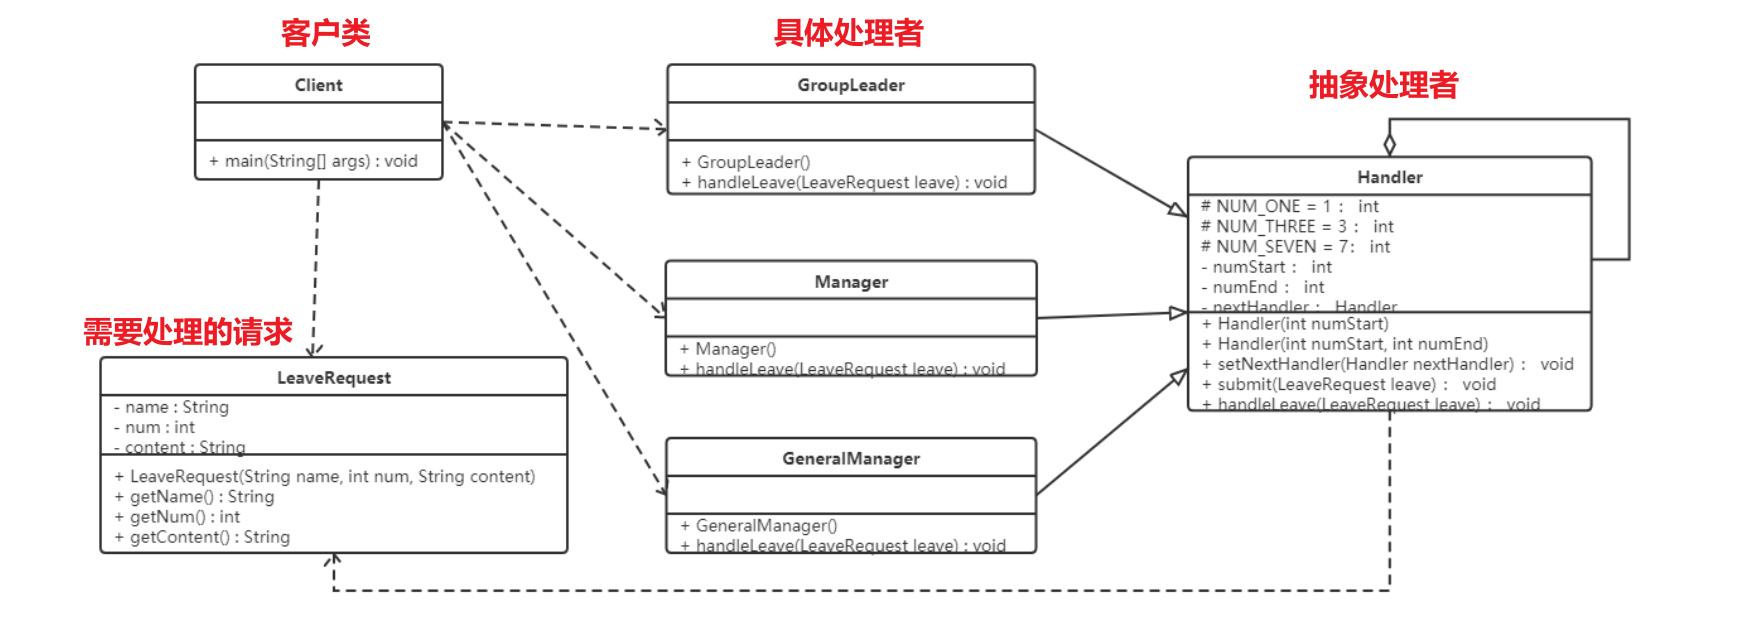 客户类
具体处理者
抽象处理者
Client
+ main(String[] args) : void
GroupLeader
+ GroupLeader()
+ handleLeave(LeaveRequest leave) : void
Handler
# NUM_ONE = 1 : int
# NUM_THREE = 3 : int
# NUM_SEVEN = 7: int
- numStart : int
- numEnd : int
- nextHandler : Handler
+ Handler(int numStart)
+ Handler(int numStart, int numEnd)
+ setNextHandler(Handler nextHandler) : void
+ submit(LeaveRequest leave) : void
+ handleLeave(LeaveRequest leave) : void
Manager
+ Manager()
+ handleLeave(LeaveRequest leave) : void
需要处理的请求
LeaveRequest
- name : String
- num : int
- content : String
+ LeaveRequest(String name, int num, String content)
+ getName() : String
+ getNum() : int
+ getContent() : String
GeneralManager
+ GeneralManager()
+ handleLeave(LeaveRequest leave) : void